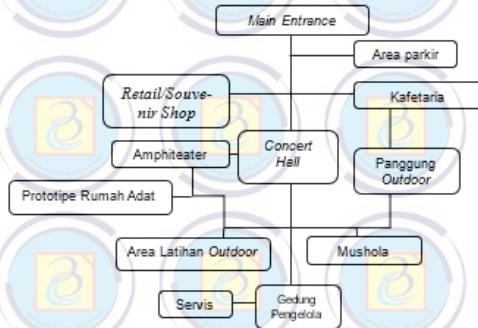 Main Entrance
Area parkir
Retail/Souve-
nir Shop
Kafetaria
Amphiteater
Concert
Hall
Panggung
Outdoor
Prototipe Rumah Adat
Area Latihan Outdoor
Mushola
Servis
Gedung
Pengelola